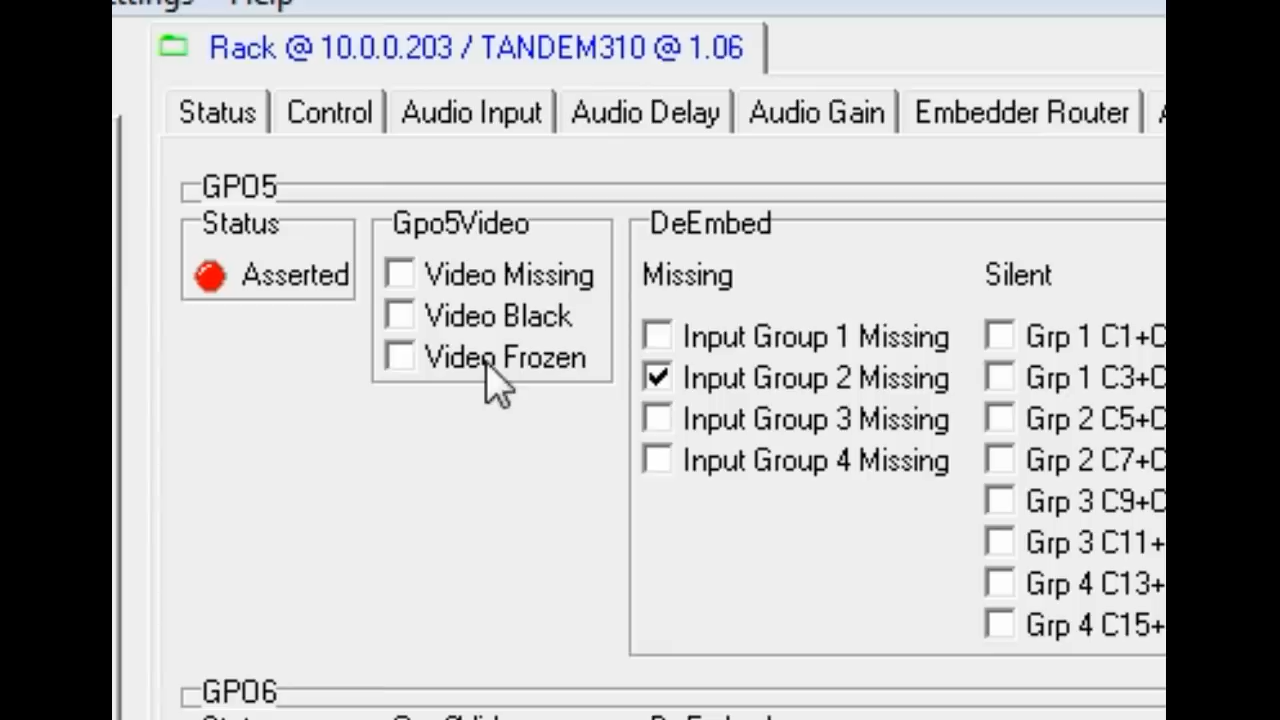 Settings Help
Rack @ 10.0.0.203 / TANDEM310 @ 1.06
Status Control Audio Input Audio Delay Audio Gain Embedder Router
GPO5
Status Gpo5Video DeEmbed
Asserted Video Missing Missing Silent
Video Black
Video Frozen
Input Group 1 Missing Grp 1 C1+C
Input Group 2 Missing Grp 1 C3+C
Input Group 3 Missing Grp 2 C5+C
Input Group 4 Missing Grp 2 C7+C
Grp 3 C9+C
Grp 3 C11+
Grp 4 C13+
Grp 4 C15+
GPO6